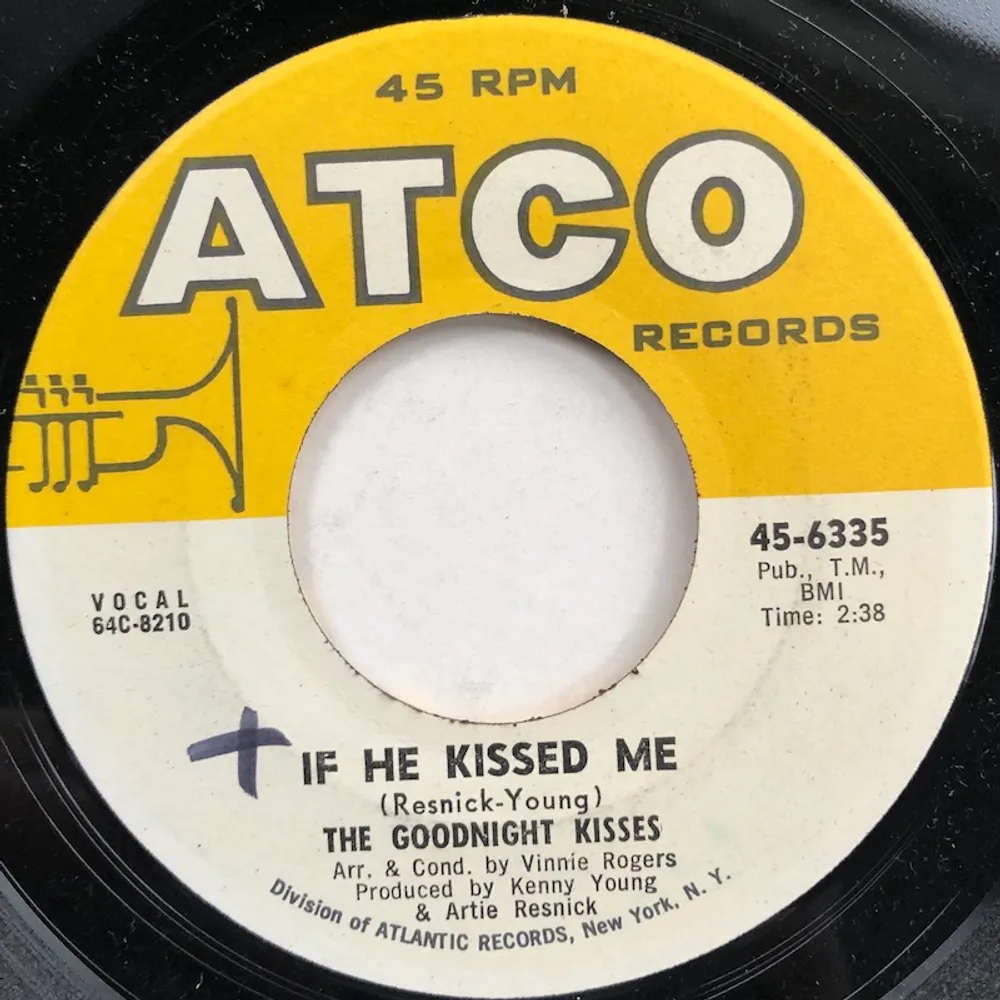 45 RPM
ATCO
RECORDS
45-6335
Pub., T.M.,
BMI
Time: 2:38
VOCAL
64C-8210
IF HE KISSED ME
(Resnick-Young)
THE GOODNIGHT KISSES
Arr. & Cond. by Vinnie Rogers
Produced by Kenny Young
& Artie Resnick
Division of ATLANTIC RECORDS, New York, N. Y.